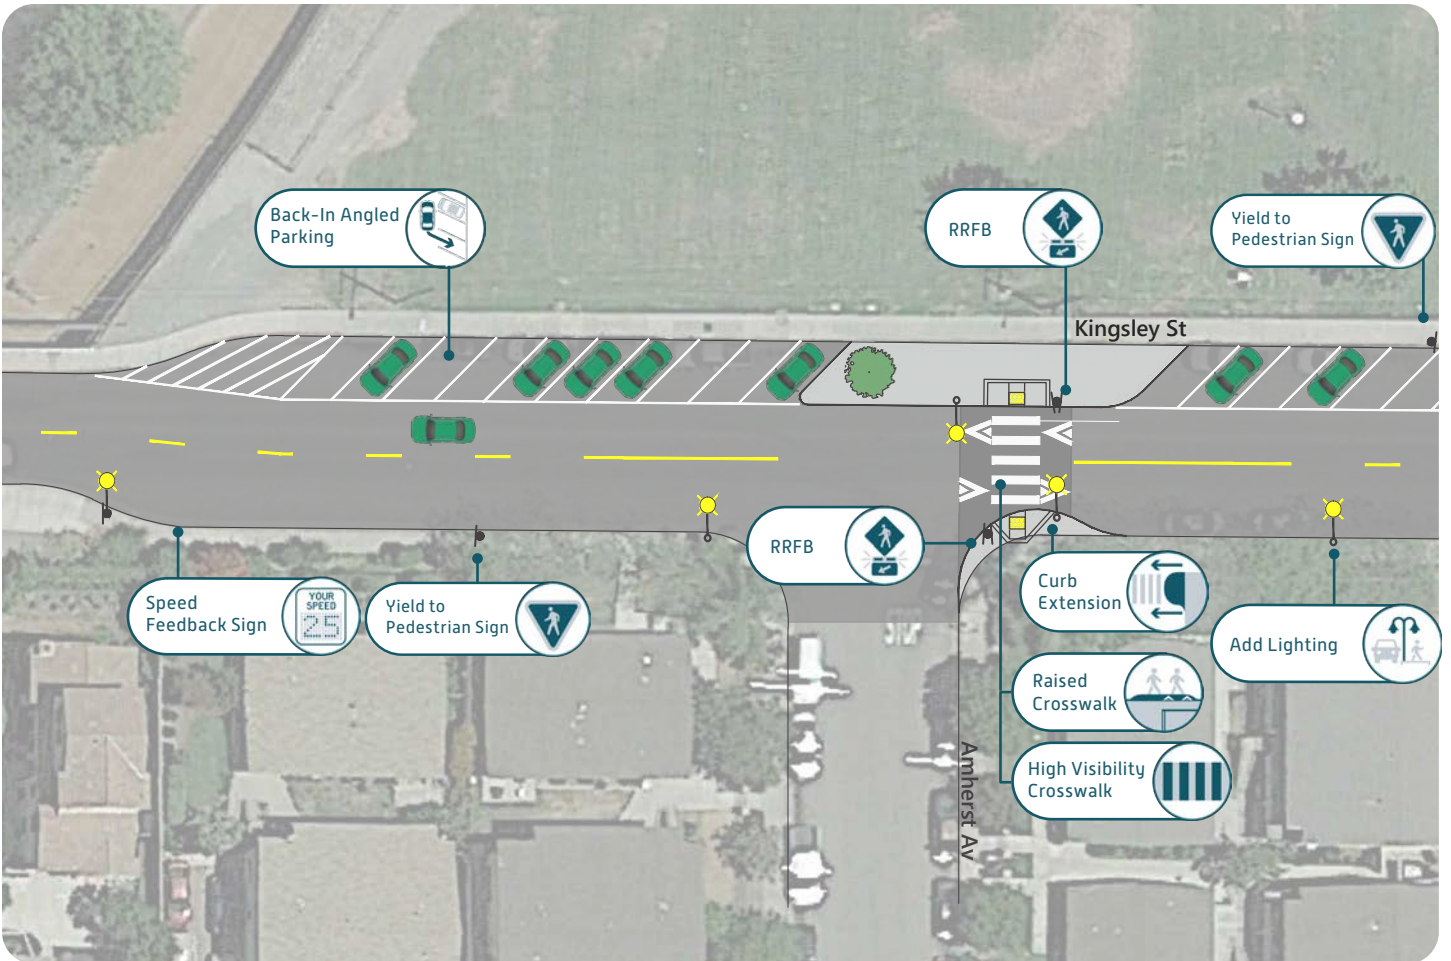 Back-In Angled
Parking
RRFB
Yield to
Pedestrian Sign
Kingsley St
RRFB
Speed
Feedback Sign
YOUR
SPEED
25
Yield to
Pedestrian Sign
Curb
Extension
Add Lighting
Raised
Crosswalk
High Visibility
Crosswalk
Amherst Av